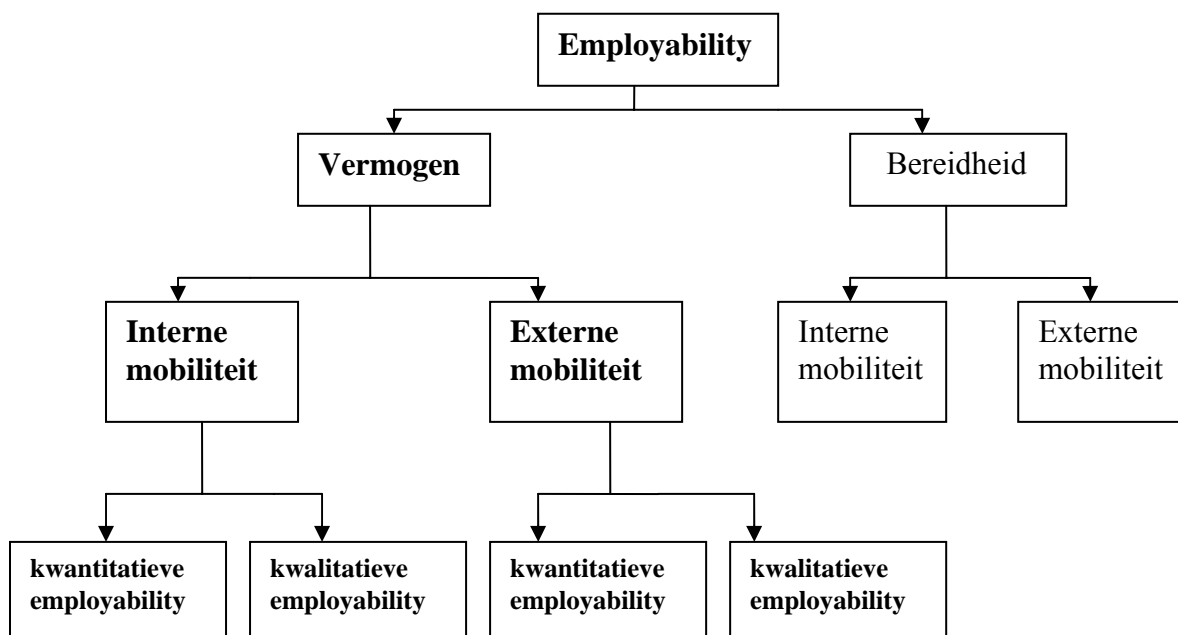 Employability
Vermogen
Bereidheid
Interne
mobiliteit
Externe
mobiliteit
Interne
mobiliteit
Externe
mobiliteit
kwantitatieve
employability
kwalitatieve
employability
kwantitatieve
employability
kwalitatieve
employability